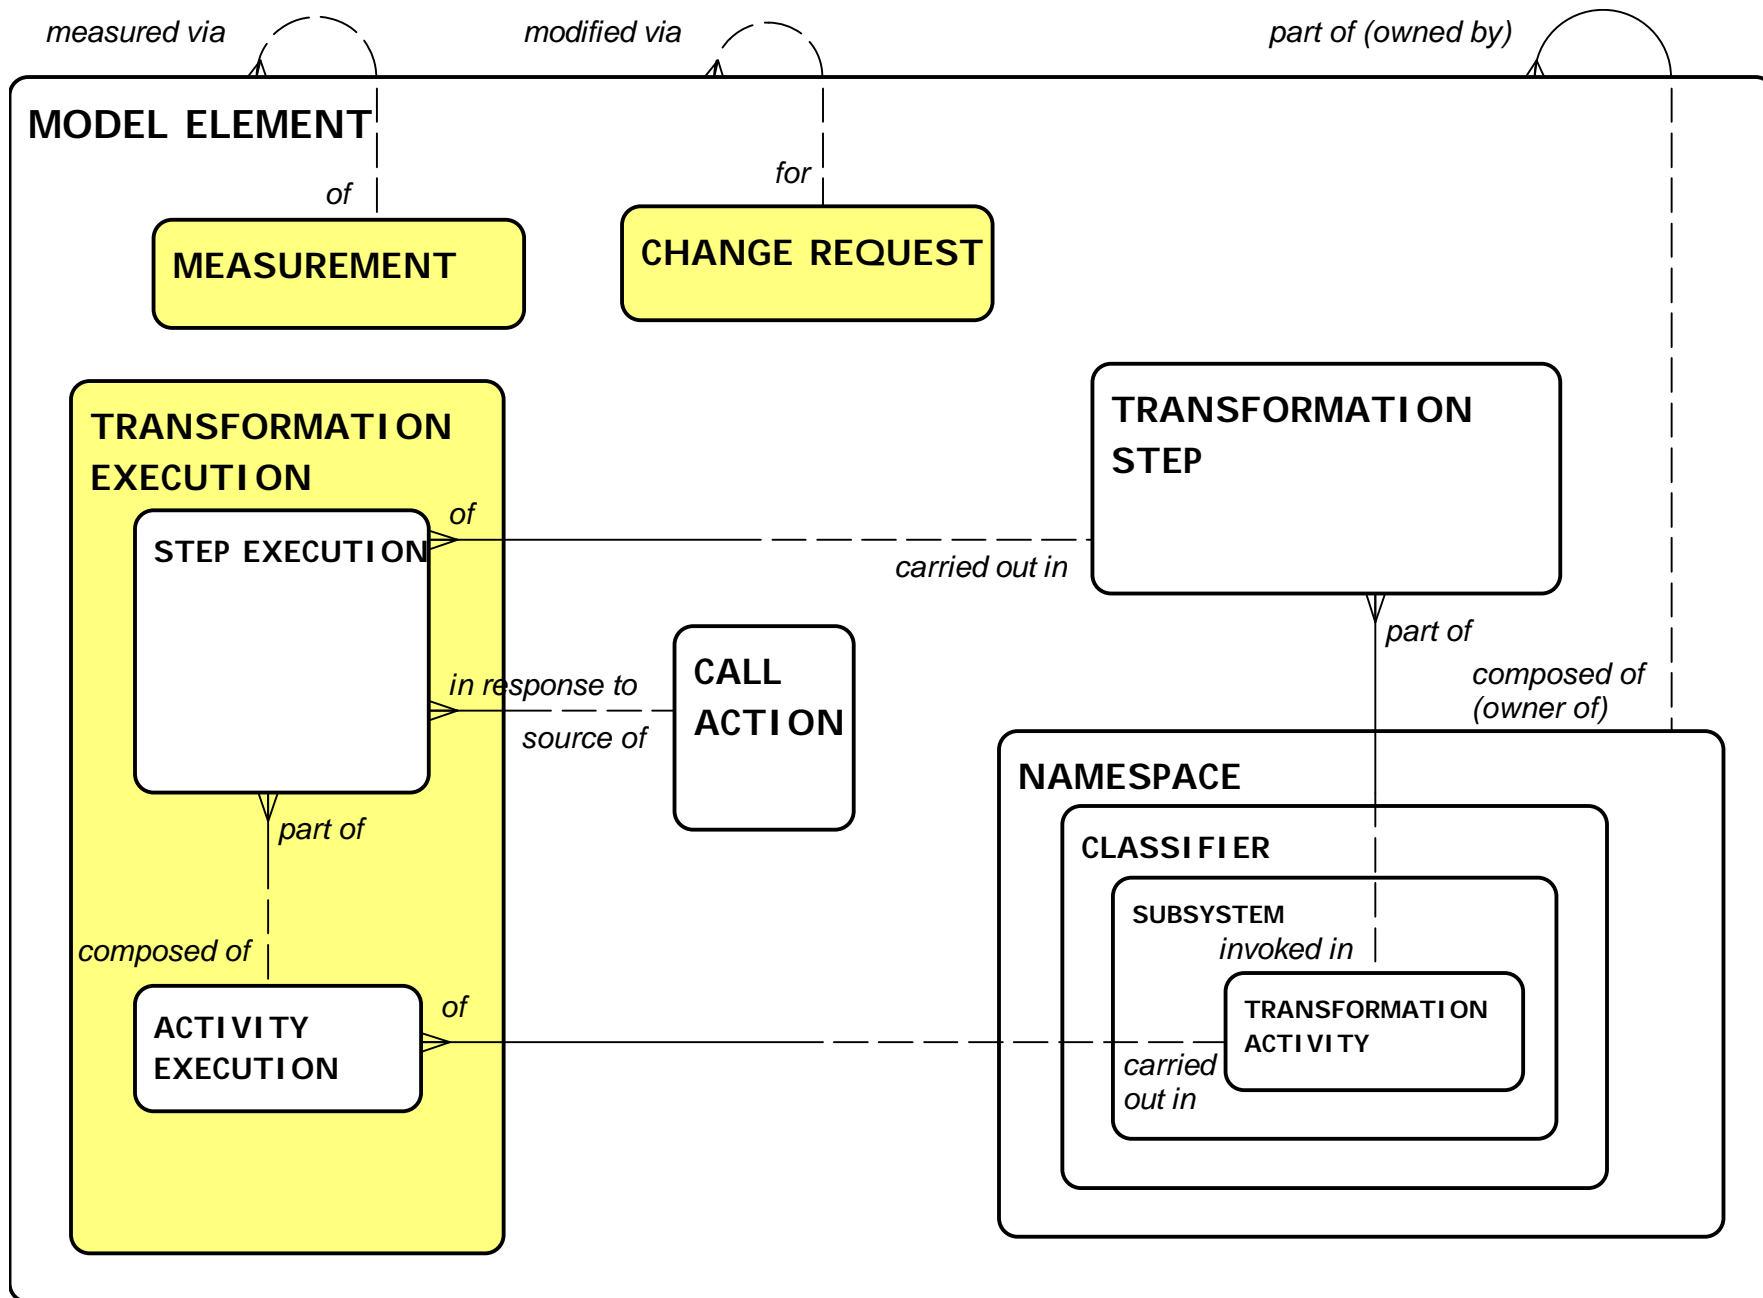 measured via
modified via
part of (owned by)
MODEL ELEMENT
of
for
MEASUREMENT
CHANGE REQUEST
TRANSFORMATION
EXECUTION
TRANSFORMATION
STEP
of
STEP EXECUTION
carried out in
part of
in response to
source of
CALL
ACTION
composed of
(owner of)
NAMESPACE
part of
CLASSIFIER
SUBSYSTEM
invoked in
composed of
of
ACTIVITY
EXECUTION
TRANSFORMATION
ACTIVITY
carried
out in